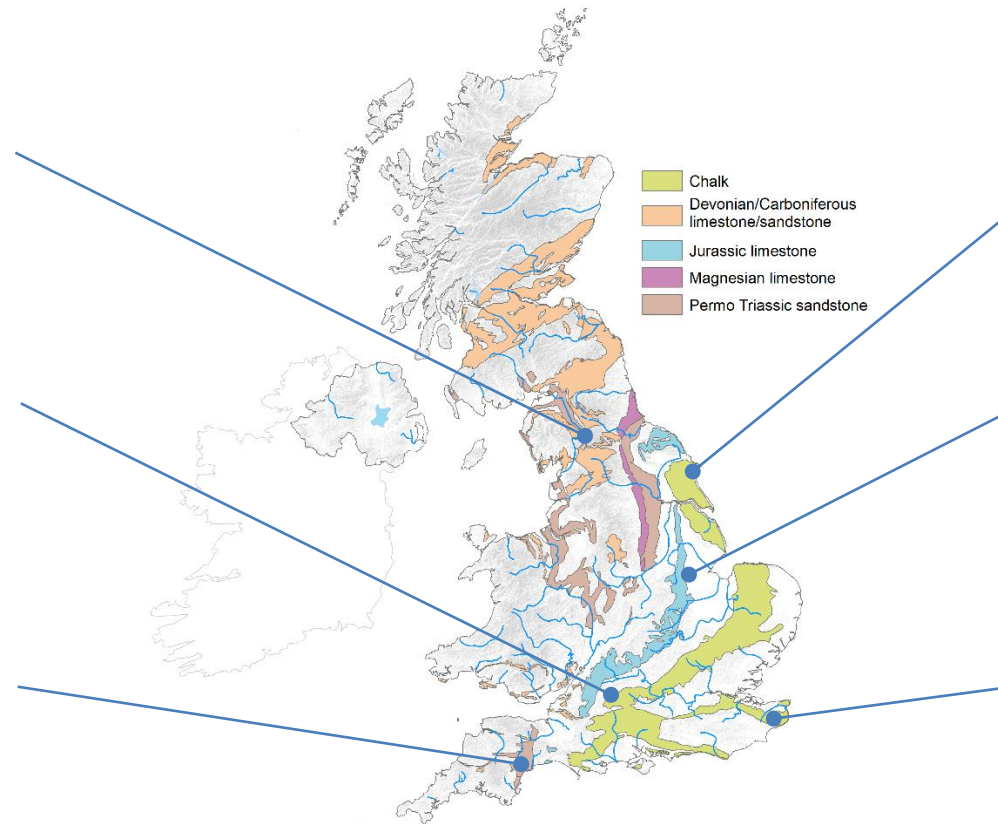 Chalk
Devonian/Carboniferous
limestone/sandstone
Jurassic limestone
Magnesian limestone
Permo Triassic sandstone